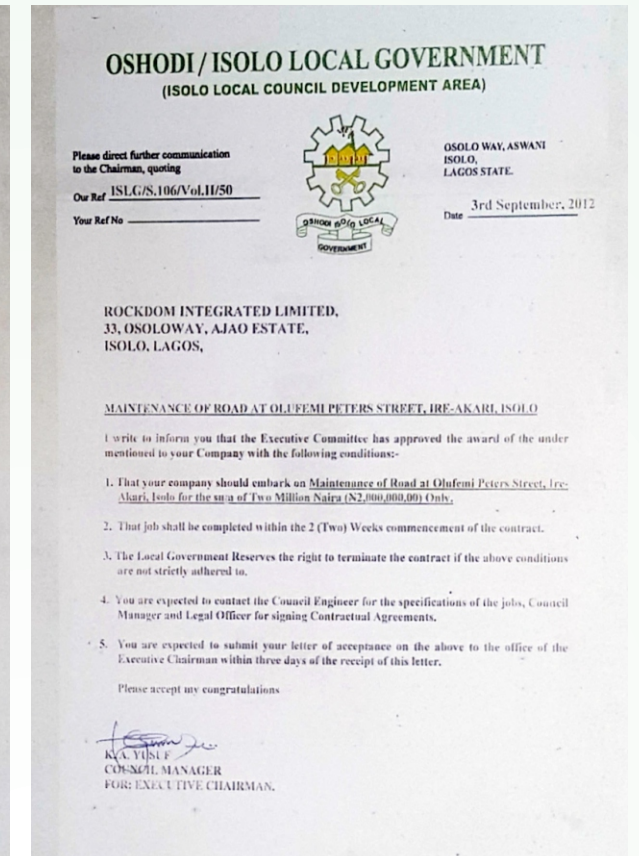 OSHODI / ISOLO LOCAL GOVERNMENT
(ISOLO LOCAL COUNCIL DEVELOPMENT AREA)
Please direct further communication
to the Chairman, quoting
Our Ref ISLG/S.106/Vol.II/50
Your Ref No
OSHODI ISOLO LOCAL
GOVERNMENT
OSOLO WAY, ASWANI
ISOLO,
LAGOS STATE.
Date 3rd September, 2012
ROCKDOM INTEGRATED LIMITED,
33, OSOLOWAY, AJAO ESTATE,
ISOLO, LAGOS,
MAINTENANCE OF ROAD AT OLUFEMI PETERS STREET, IRE-AKARI, ISOLO
I write to inform you that the Executive Committee has approved the award of the under
mentioned to your Company with the following conditions:-
1. That your company should embark on Maintenance of Road at Olufemi Peters Street, Ire-
Akari, Isolo for the sum of Two Million Naira (N2,000,000,00) Only.
2. That job shall be completed within the 2 (Two) Weeks commencement of the contract.
3. The Local Government Reserves the right to terminate the contract if the above conditions
are not strictly adhered to.
4. You are expected to contact the Council Engineer for the specifications of the jobs, Council
Manager and Legal Officer for signing Contractual Agreements.
5. You are expected to submit your letter of acceptance on the above to the office of the
Executive Chairman within three days of the receipt of this letter.
Please accept my congratulations
K.A. YUSUF
COUNCIL MANAGER
FOR: EXECUTIVE CHAIRMAN.